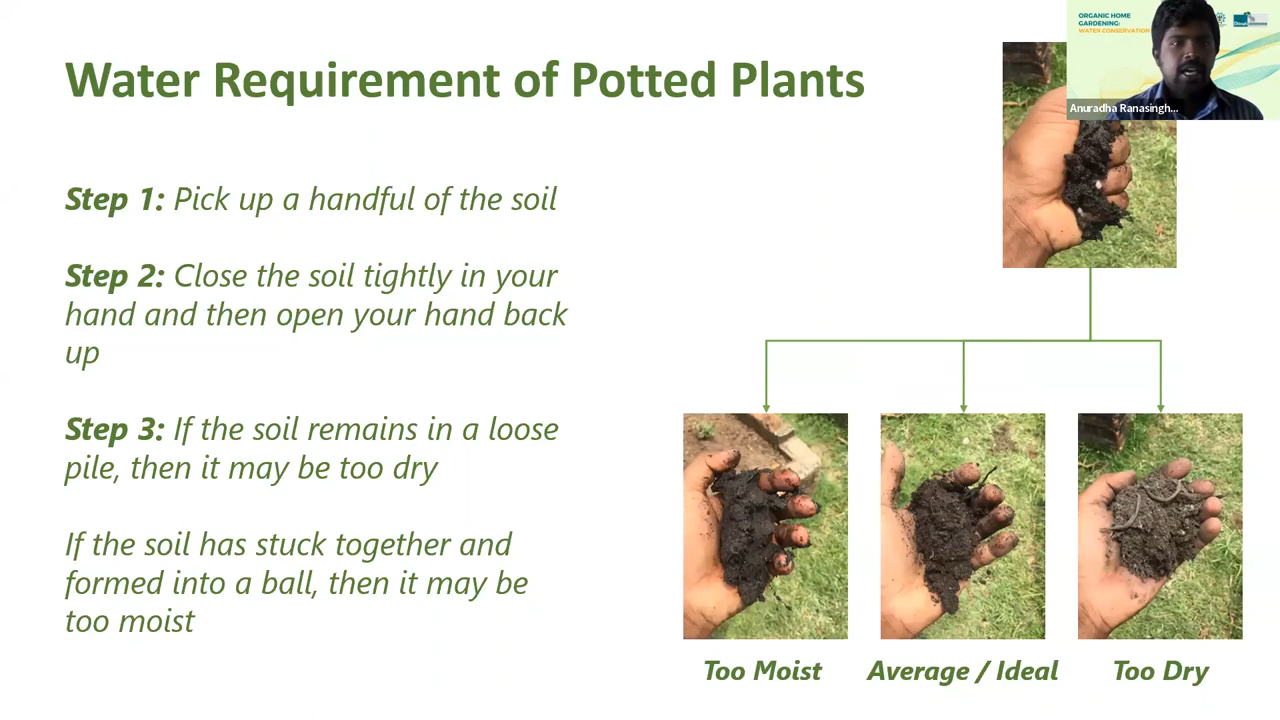 Water Requirement of Potted Plants
ORGANIC HOME
GARDENING:
WATER CONSERVATION
Anuradha Ranasingh...
Step 1: Pick up a handful of the soil
Step 2: Close the soil tightly in your
hand and then open your hand back
up
Step 3: If the soil remains in a loose
pile, then it may be too dry
If the soil has stuck together and
formed into a ball, then it may be
too moist
Too Moist
Average / Ideal
Too Dry